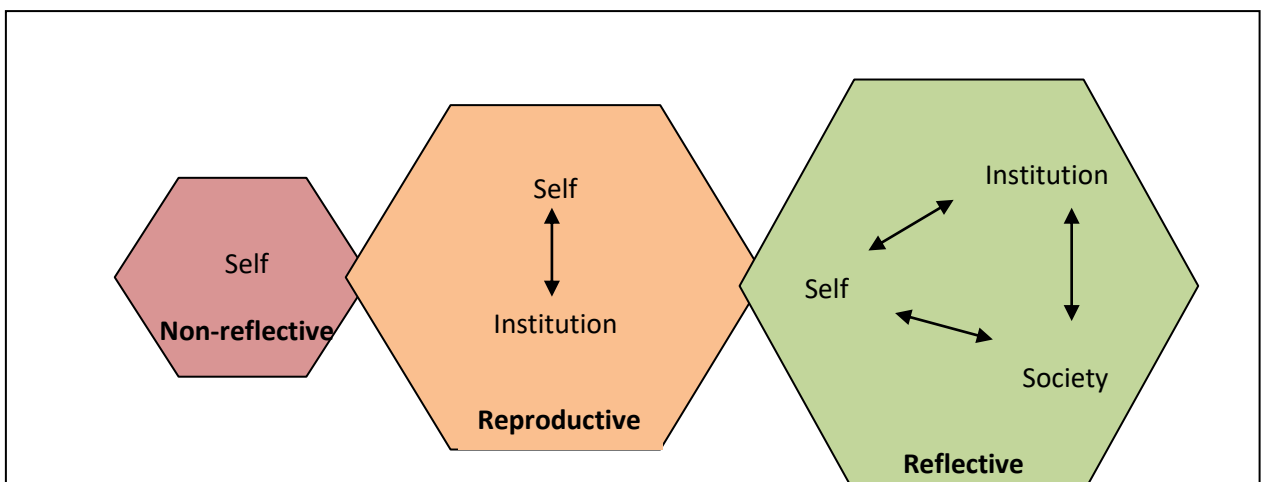 Self
Non-reflective
Self
Institution
Reproductive
Institution
Self
Society
Reflective